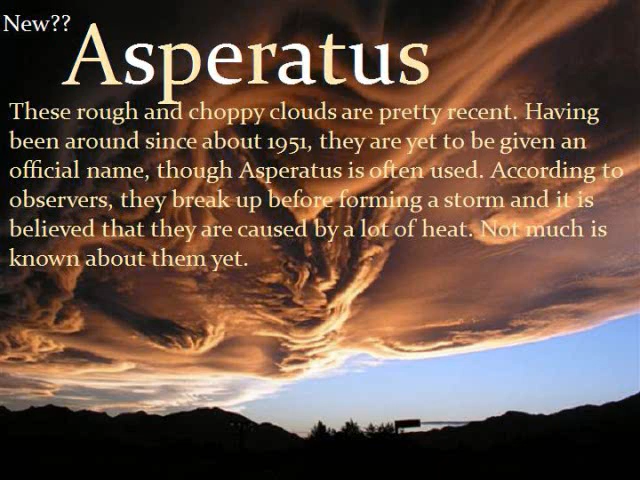 New??
Asperatus
These rough and choppy clouds are pretty recent. Having
been around since about 1951, they are yet to be given an
official name, though Asperatus is often used. According to
observers, they break up before forming a storm and it is
believed that they are caused by a lot of heat. Not much is
known about them yet.